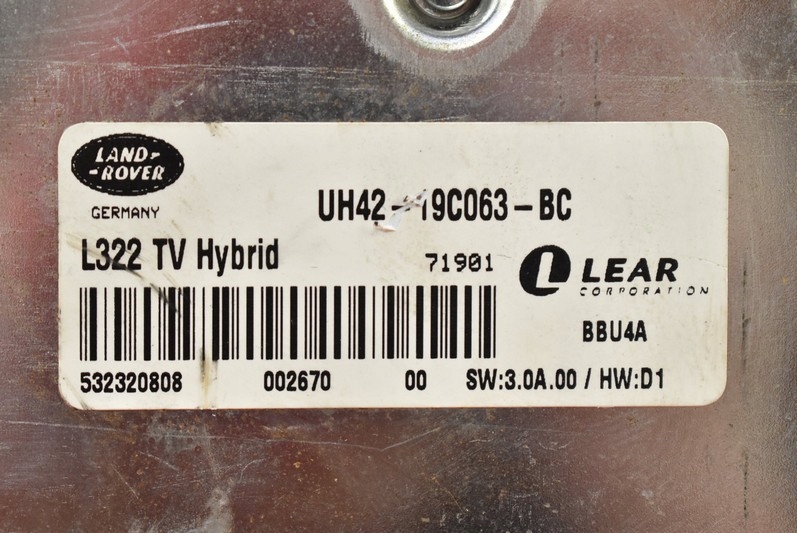 LAND-
-ROVER
GERMANY
UH42-19C063-BC
L322 TV Hybrid
71901
LEAR
CORPORATION
BBU4A
532320808 002670 00 SW:3.0A.00 / HW:D1